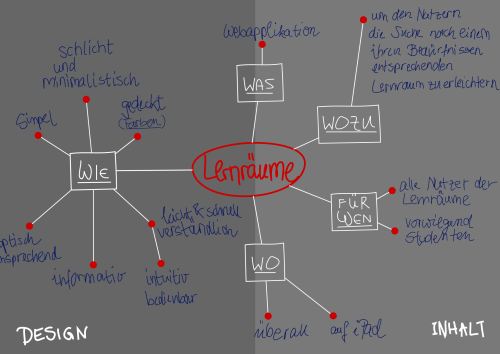 webapplikation
WAS
um den Nutzern
die Suche nach einem
ihren Bedürfnissen
entsprechenden
Lernraum zu erleichtern
WOZU
schlicht
und
minimalistisch
gedeckt
(Farben)
Simpel
WIE
Lernräume
leicht & schnell
verständlich
optisch
ansprechend
informativ
intuitiv
bedienbar
FÜR
WEN
alle Nutzer der
Lernräume
vorwiegend
Studenten
WO
überall
auf iPad
DESIGN
INHALT